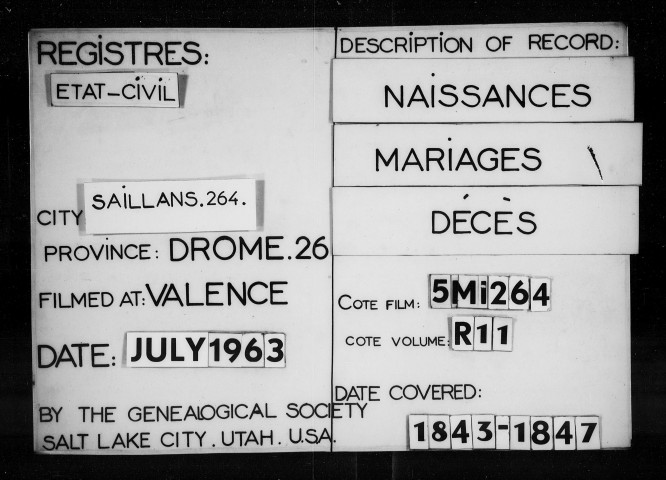 REGISTRES:
ETAT-CIVIL
CITY SAILLANS.264.
PROVINCE: DROME.26
FILMED AT: VALENCE
DATE: JULY 1963
BY THE GENEALOGICAL SOCIETY
SALT LAKE CITY. UTAH. U.S.A.
DESCRIPTION OF RECORD:
NAISSANCES
MARIAGES
DÉCÈS
COTE FILM: 5Mi264
COTE VOLUME: R11
DATE COVERED:
1843-1847